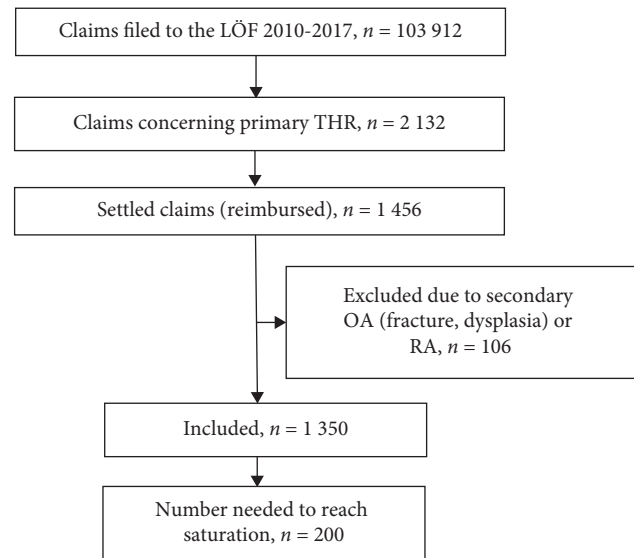 Claims filed to the LÖF 2010-2017, n = 103 912
Claims concerning primary THR, n = 2 132
Settled claims (reimbursed), n = 1 456
Excluded due to secondary
OA (fracture, dysplasia) or
RA, n = 106
Included, n = 1 350
Number needed to reach
saturation, n = 200